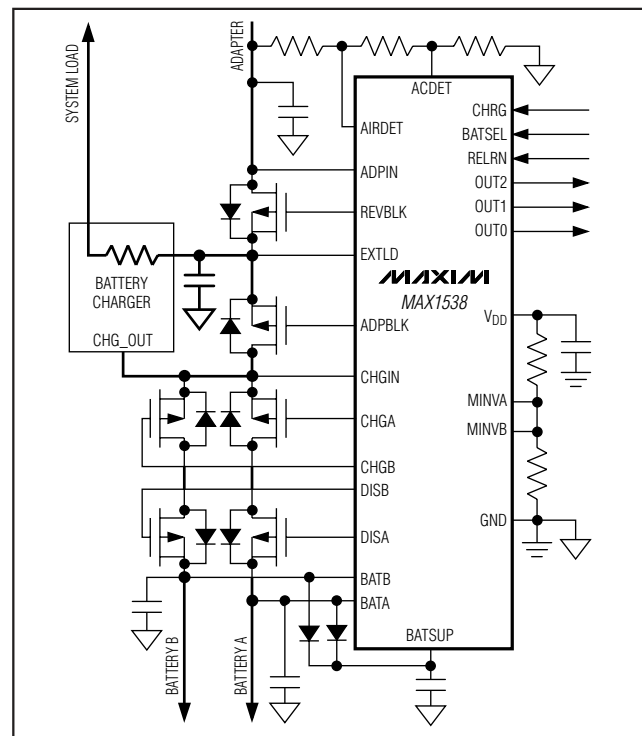 SYSTEM LOAD
ADAPTER
ACDET
AIRDET
CHRG
BATSEL
RELRN
OUT2
OUT1
OUT0
ADPIN
REVBLK
EXTLD
BATTERY
CHARGER
CHG_OUT
MAXIM
MAX1538
ADPBLK
VDD
CHGIN
MINVA
MINVB
CHGA
CHGB
DISB
GND
DISA
BATB
BATA
BATSUP
BATTERY B
BATTERY A